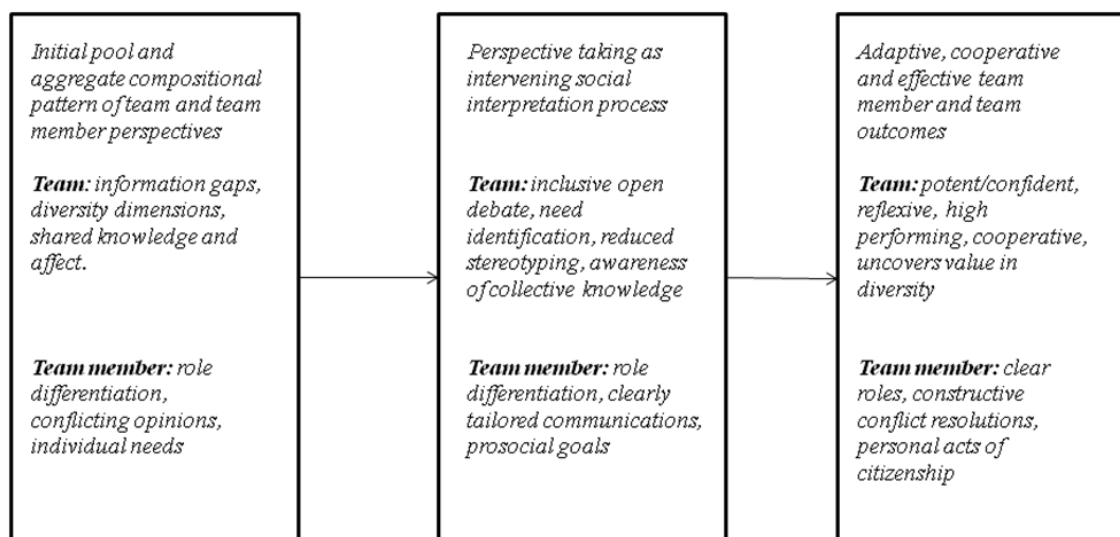 Initial pool and
aggregate compositional
pattern of team and team
member perspectives
Team: information gaps,
diversity dimensions,
shared knowledge and
affect.
Team member: role
differentiation,
conflicting opinions,
individual needs
Perspective taking as
intervening social
interpretation process
Team: inclusive open
debate, need
identification, reduced
stereotyping, awareness
of collective knowledge
Team member: role
differentiation, clearly
tailored communications,
prosocial goals
Adaptive, cooperative
and effective team
member and team
outcomes
Team: potent/confident,
reflexive, high
performing, cooperative,
uncovers value in
diversity
Team member: clear
roles, constructive
conflict resolutions,
personal acts of
citizenship